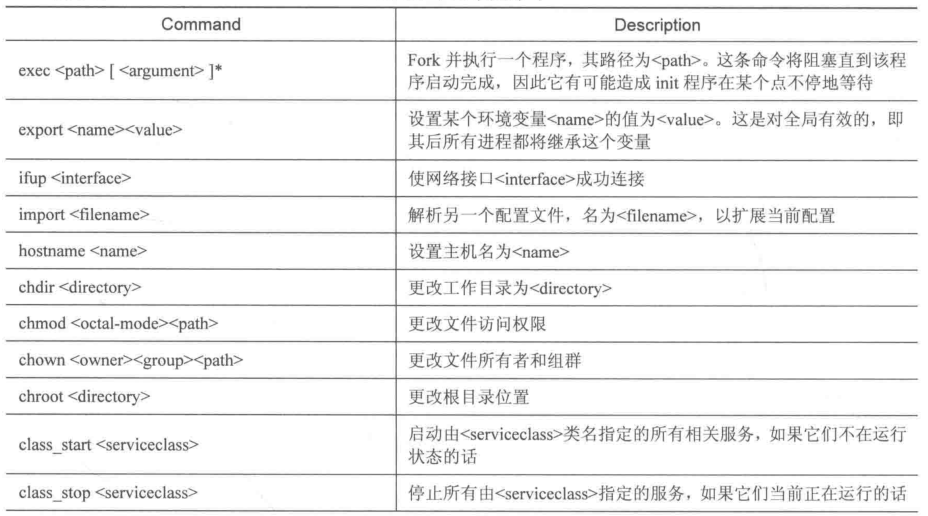 Command Description
exec <path> [ <argument> ]*
Fork 并执行一个程序，其路径为<path>。这条命令将阻塞直到该程
序启动完成，因此它有可能造成 init 程序在某个点不停地等待
export <name><value>
设置某个环境变量<name>的值为<value>。这是对全局有效的，即
其后所有进程都将继承这个变量
ifup <interface> 使网络接口<interface>成功连接
import <filename> 解析另一个配置文件，名为<filename>，以扩展当前配置
hostname <name> 设置主机名为<name>
chdir <directory> 更改工作目录为<directory>
chmod <octal-mode><path> 更改文件访问权限
chown <owner><group><path> 更改文件所有者和组群
chroot <directory> 更改根目录位置
class_start <serviceclass>
启动由<serviceclass>类名指定的所有相关服务，如果它们不在运行
状态的话
class_stop <serviceclass> 停止所有由<serviceclass>指定的服务，如果它们当前正在运行的话